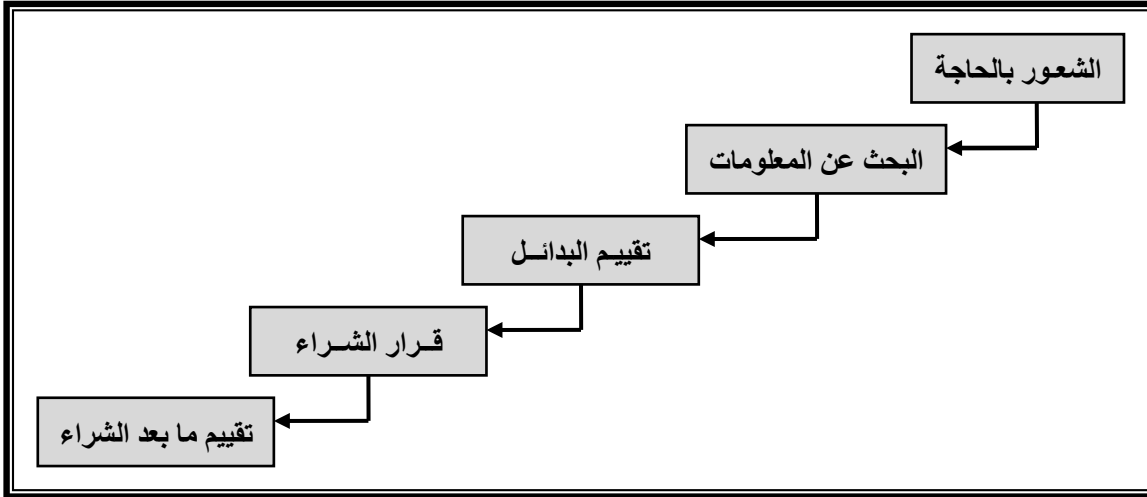 الشعور بالحاجة
البحث عن المعلومات
تقييم البدائل
قرار الشراء
تقييم ما بعد الشراء